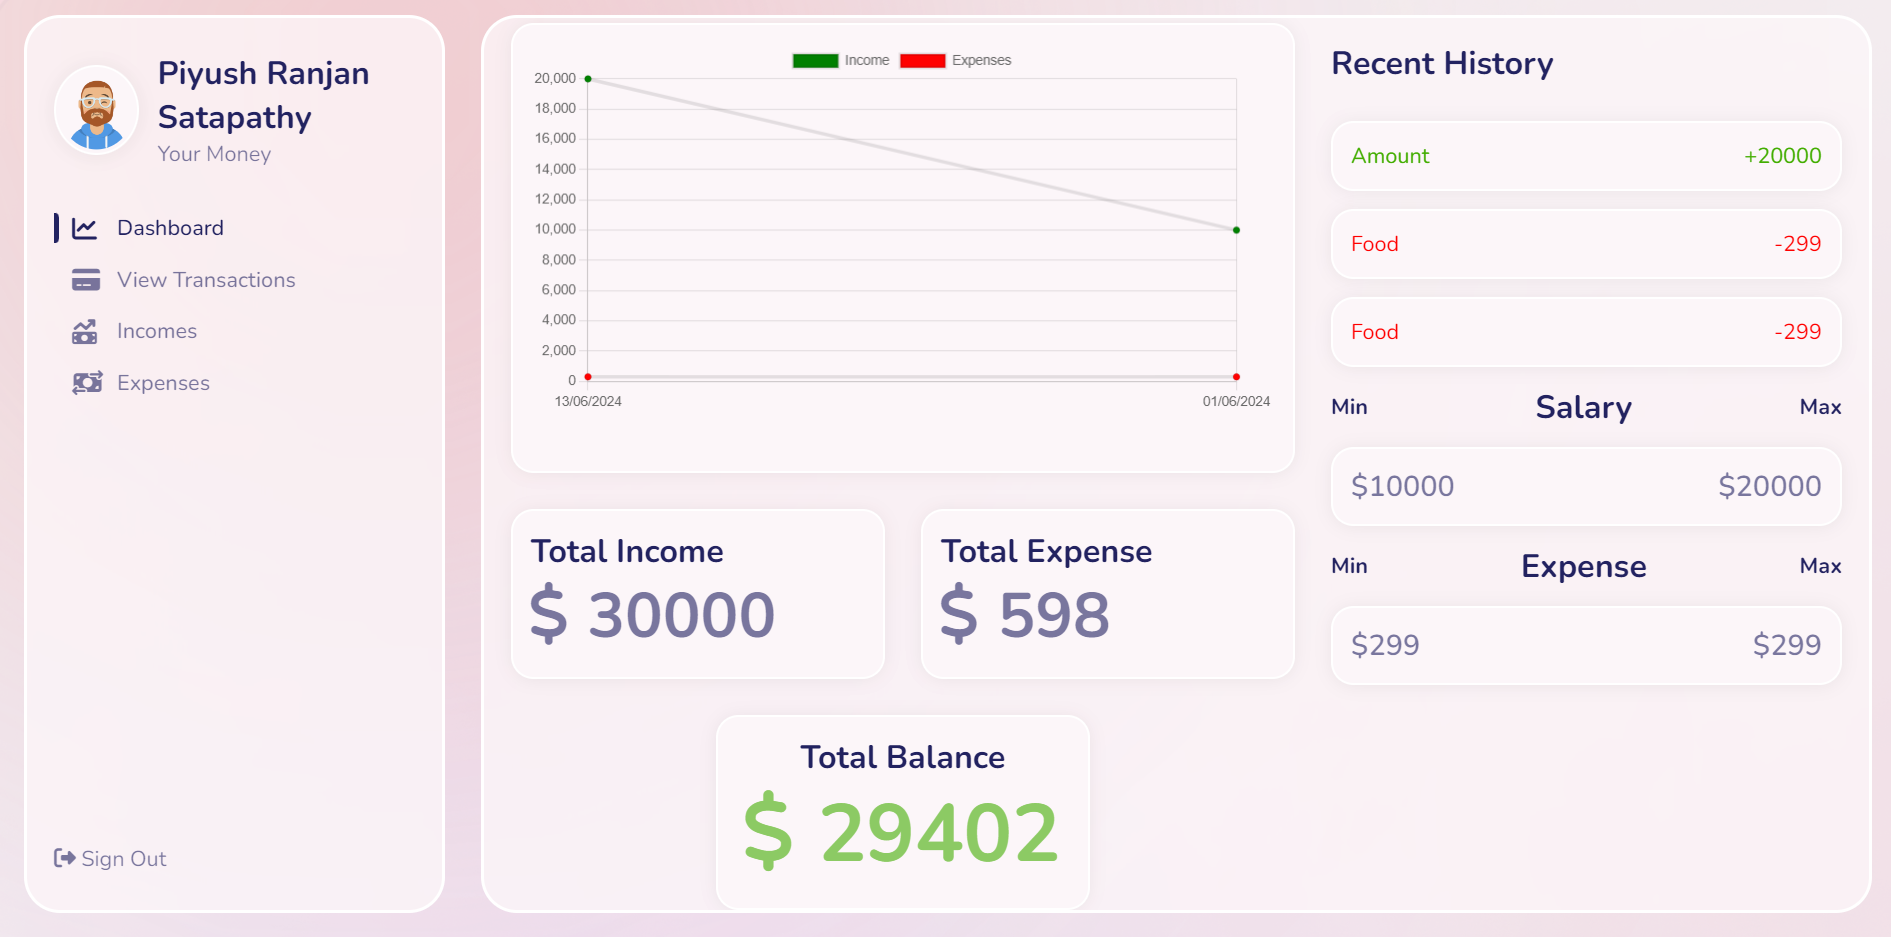 Piyush Ranjan
Satapathy
Your Money
Dashboard
View Transactions
Incomes
Expenses
Sign Out
Income Expenses
20,000
18,000
16,000
14,000
12,000
10,000
8,000
6,000
4,000
2,000
0
13/06/2024 01/06/2024
Total Income
$ 30000
Total Expense
$ 598
Total Balance
$ 29402
Recent History
Amount +20000
Food -299
Food -299
Min Salary Max
$10000 $20000
Min Expense Max
$299 $299